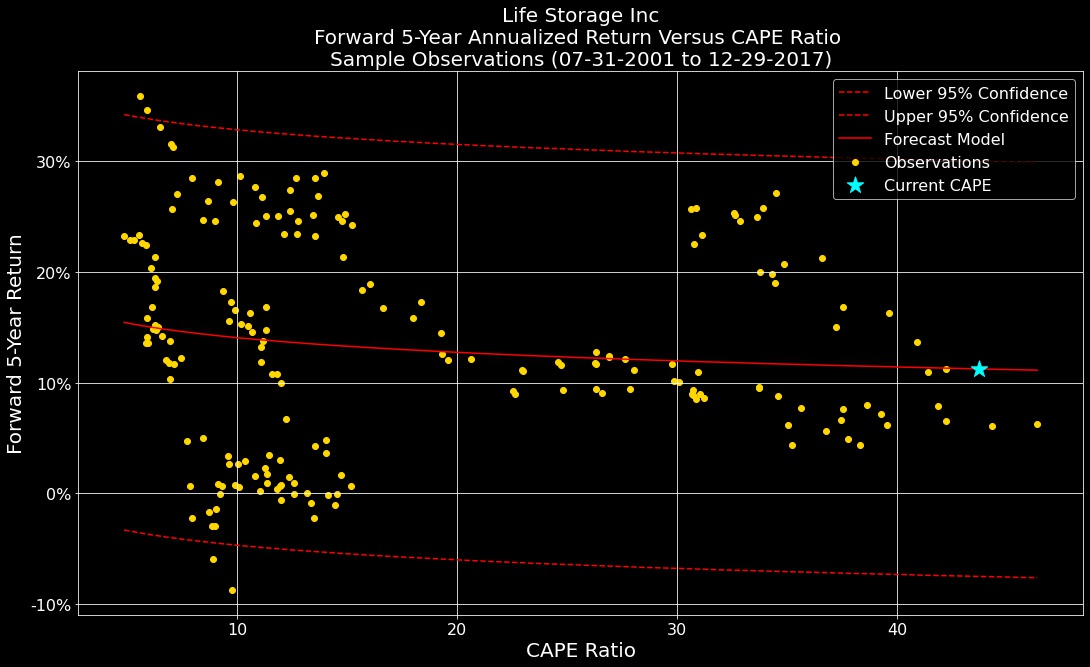 Life Storage Inc
Forward 5-Year Annualized Return Versus CAPE Ratio
Sample Observations (07-31-2001 to 12-29-2017)
Lower 95% Confidence
Upper 95% Confidence
Forecast Model
Observations
Current CAPE
Forward 5-Year Return
30%
20%
10%
0%
-10%
10
20
30
40
CAPE Ratio